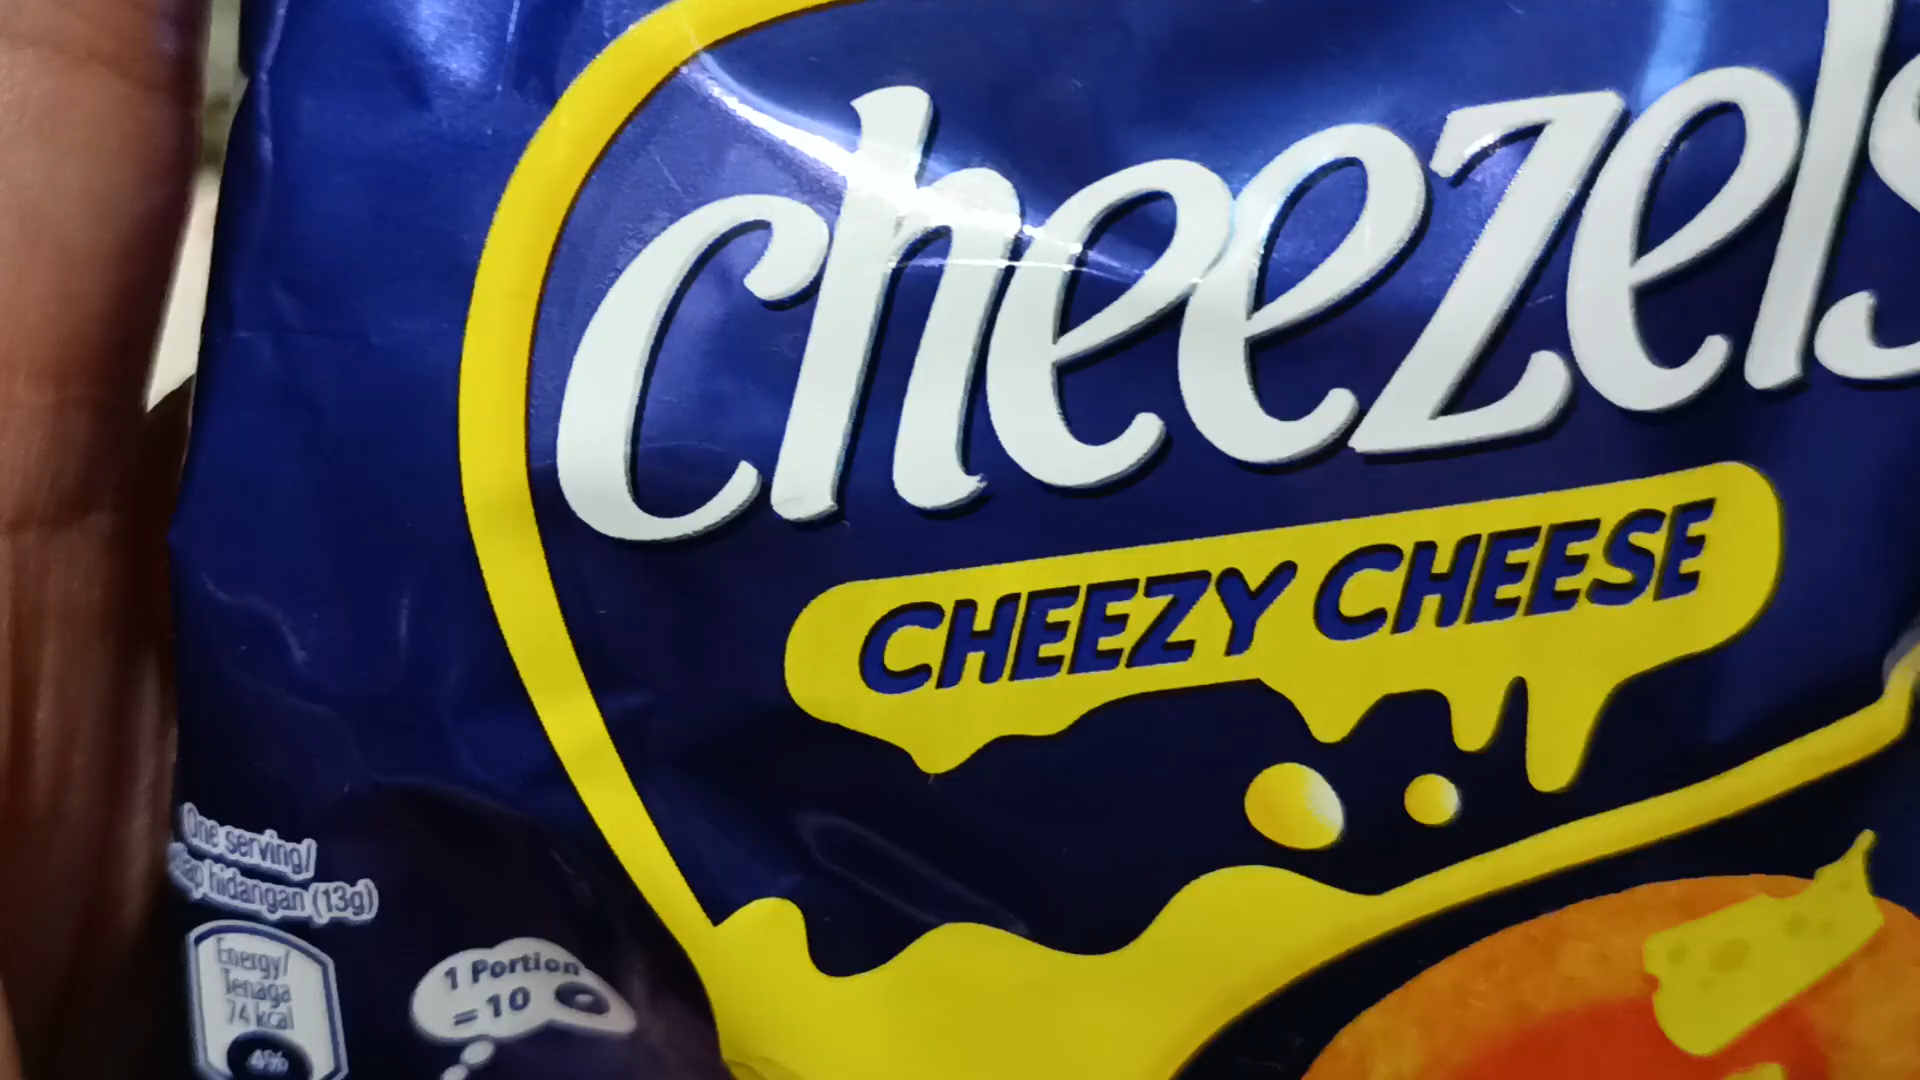 cheezels
CHEEZY CHEESE
One serving/
hidangan (13g)
Energy/
Tenaga
74 kcal
4%
1 Portion
= 10